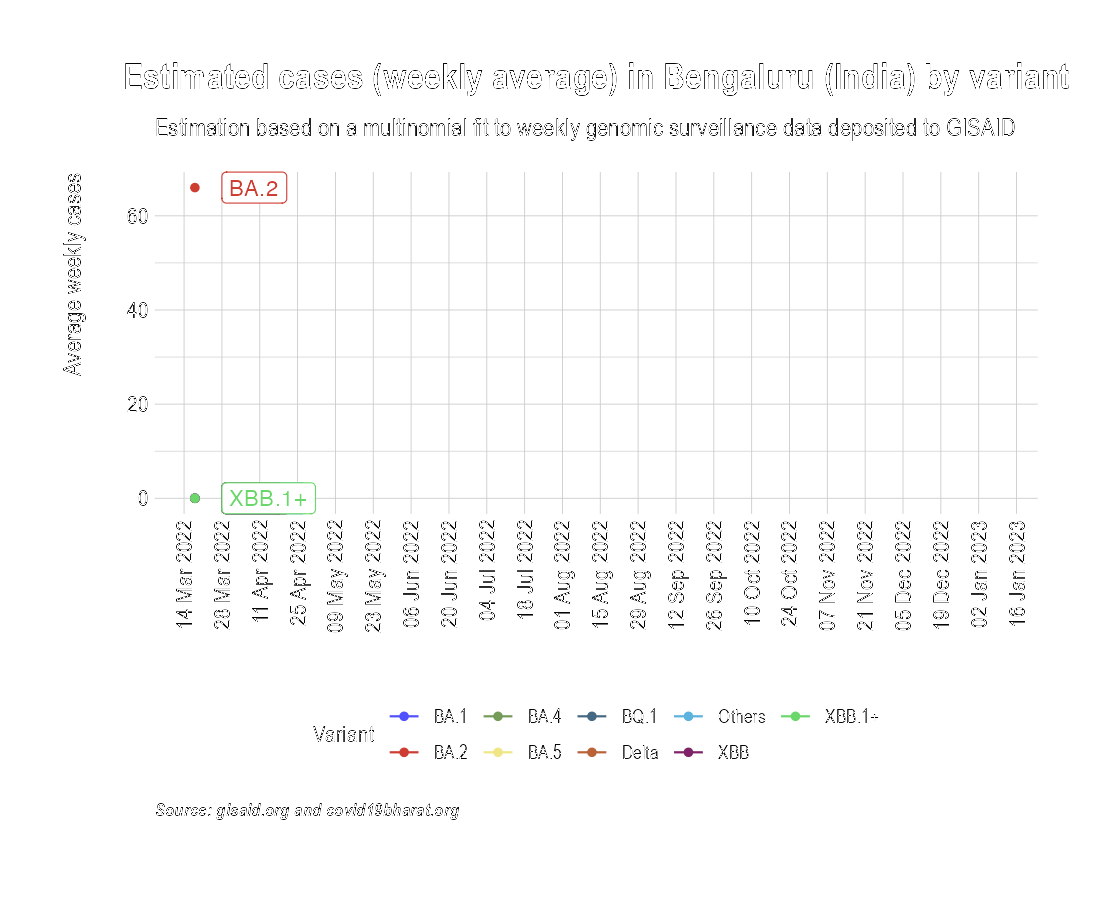 Estimated cases (weekly average) in Bengaluru (India) by variant
Estimation based on a multinomial fit to weekly genomic surveillance data deposited to GISAID
Average weekly cases
BA.2
60
40
20
0
XBB.1+
14 Mar 2022
28 Mar 2022
11 Apr 2022
25 Apr 2022
09 May 2022
23 May 2022
06 Jun 2022
20 Jun 2022
04 Jul 2022
18 Jul 2022
01 Aug 2022
15 Aug 2022
29 Aug 2022
12 Sep 2022
26 Sep 2022
10 Oct 2022
24 Oct 2022
07 Nov 2022
21 Nov 2022
05 Dec 2022
19 Dec 2022
02 Jan 2023
16 Jan 2023
Variant
BA.1 BA.4 BQ.1 Others XBB.1+
BA.2 BA.5 Delta XBB
Source: gisaid.org and covid19bharat.org